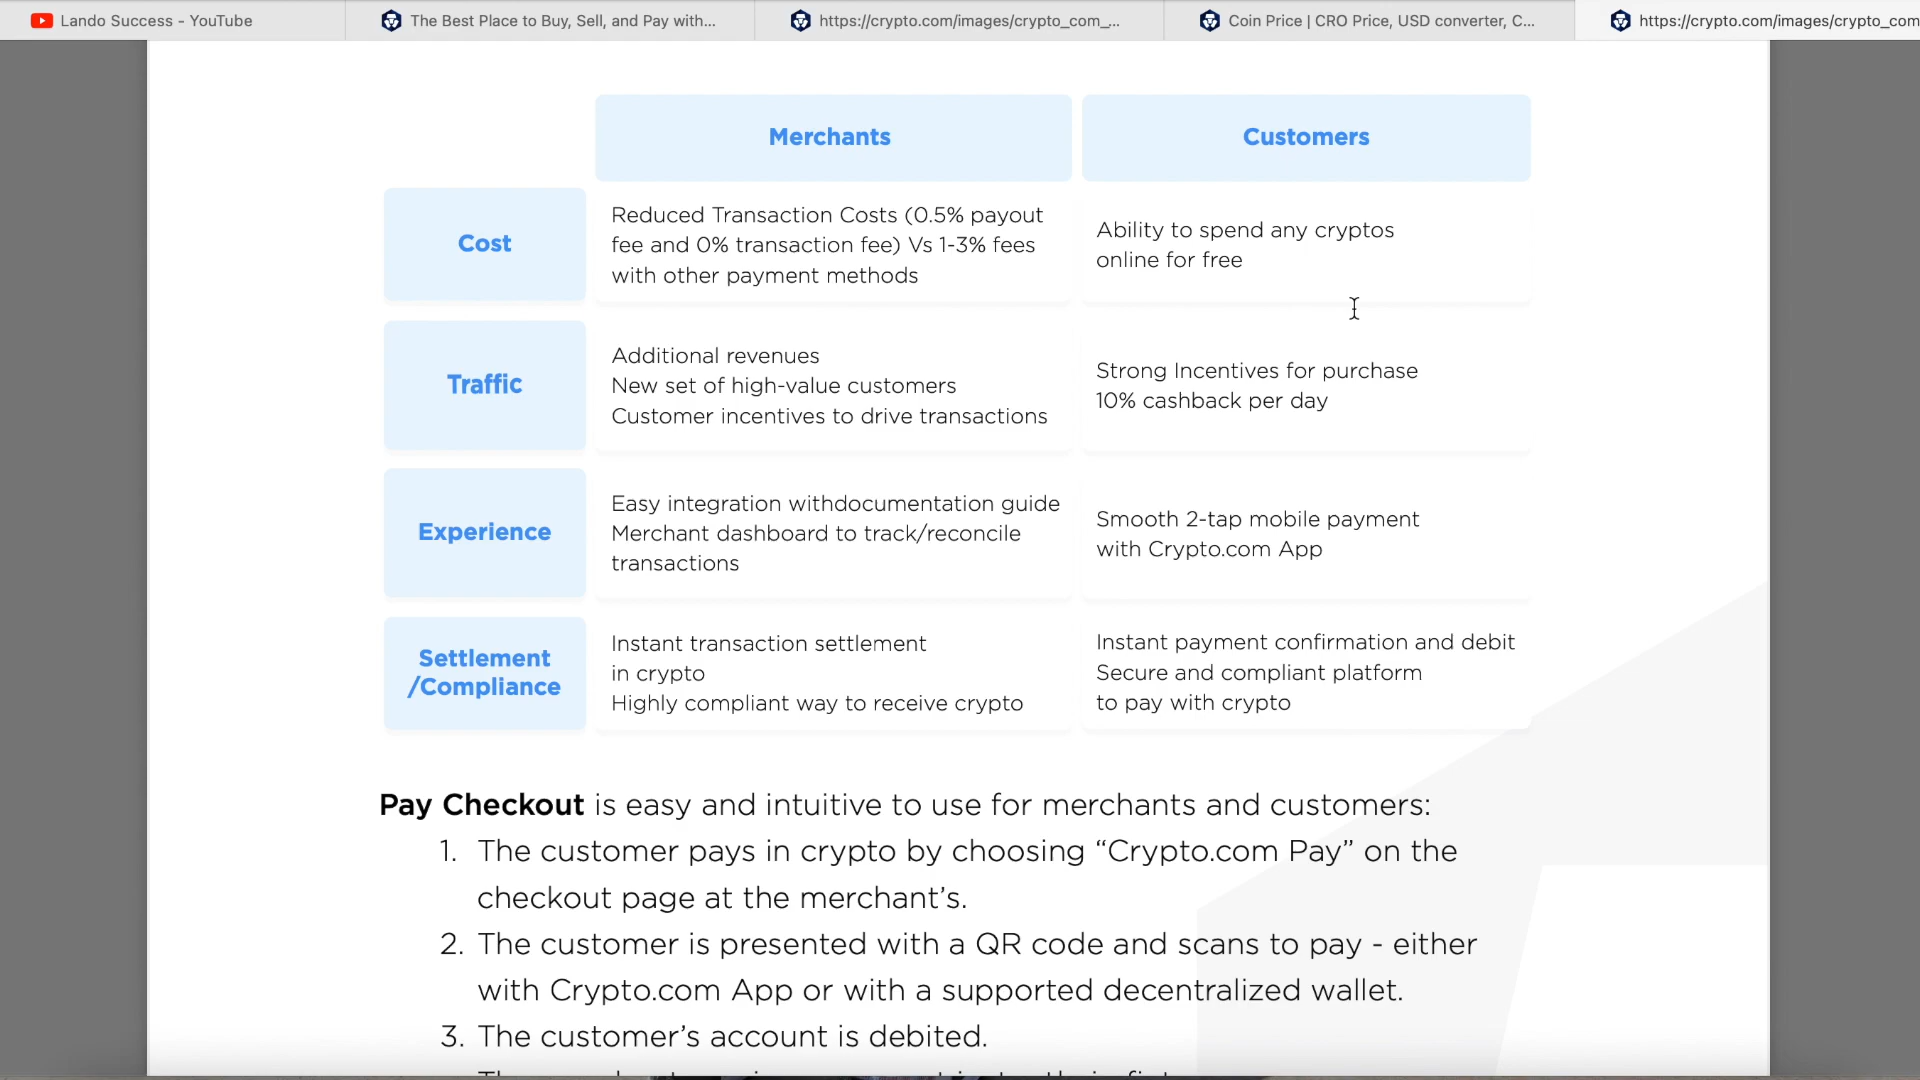 Lando Success - YouTube
The Best Place to Buy, Sell, and Pay with...
https://crypto.com/images/crypto_com_...
Coin Price | CRO Price, USD converter, C...
https://crypto.com/images/crypto_com
Merchants
Customers
Cost
Reduced Transaction Costs (0.5% payout
fee and 0% transaction fee) Vs 1-3% fees
with other payment methods
Ability to spend any cryptos
online for free
Traffic
Additional revenues
New set of high-value customers
Customer incentives to drive transactions
Strong Incentives for purchase
10% cashback per day
Experience
Easy integration withdocumentation guide
Merchant dashboard to track/reconcile
transactions
Smooth 2-tap mobile payment
with Crypto.com App
Settlement
/Compliance
Instant transaction settlement
in crypto
Highly compliant way to receive crypto
Instant payment confirmation and debit
Secure and compliant platform
to pay with crypto
Pay Checkout is easy and intuitive to use for merchants and customers:
1. The customer pays in crypto by choosing “Crypto.com Pay” on the
checkout page at the merchant’s.
2. The customer is presented with a QR code and scans to pay - either
with Crypto.com App or with a supported decentralized wallet.
3. The customer’s account is debited.